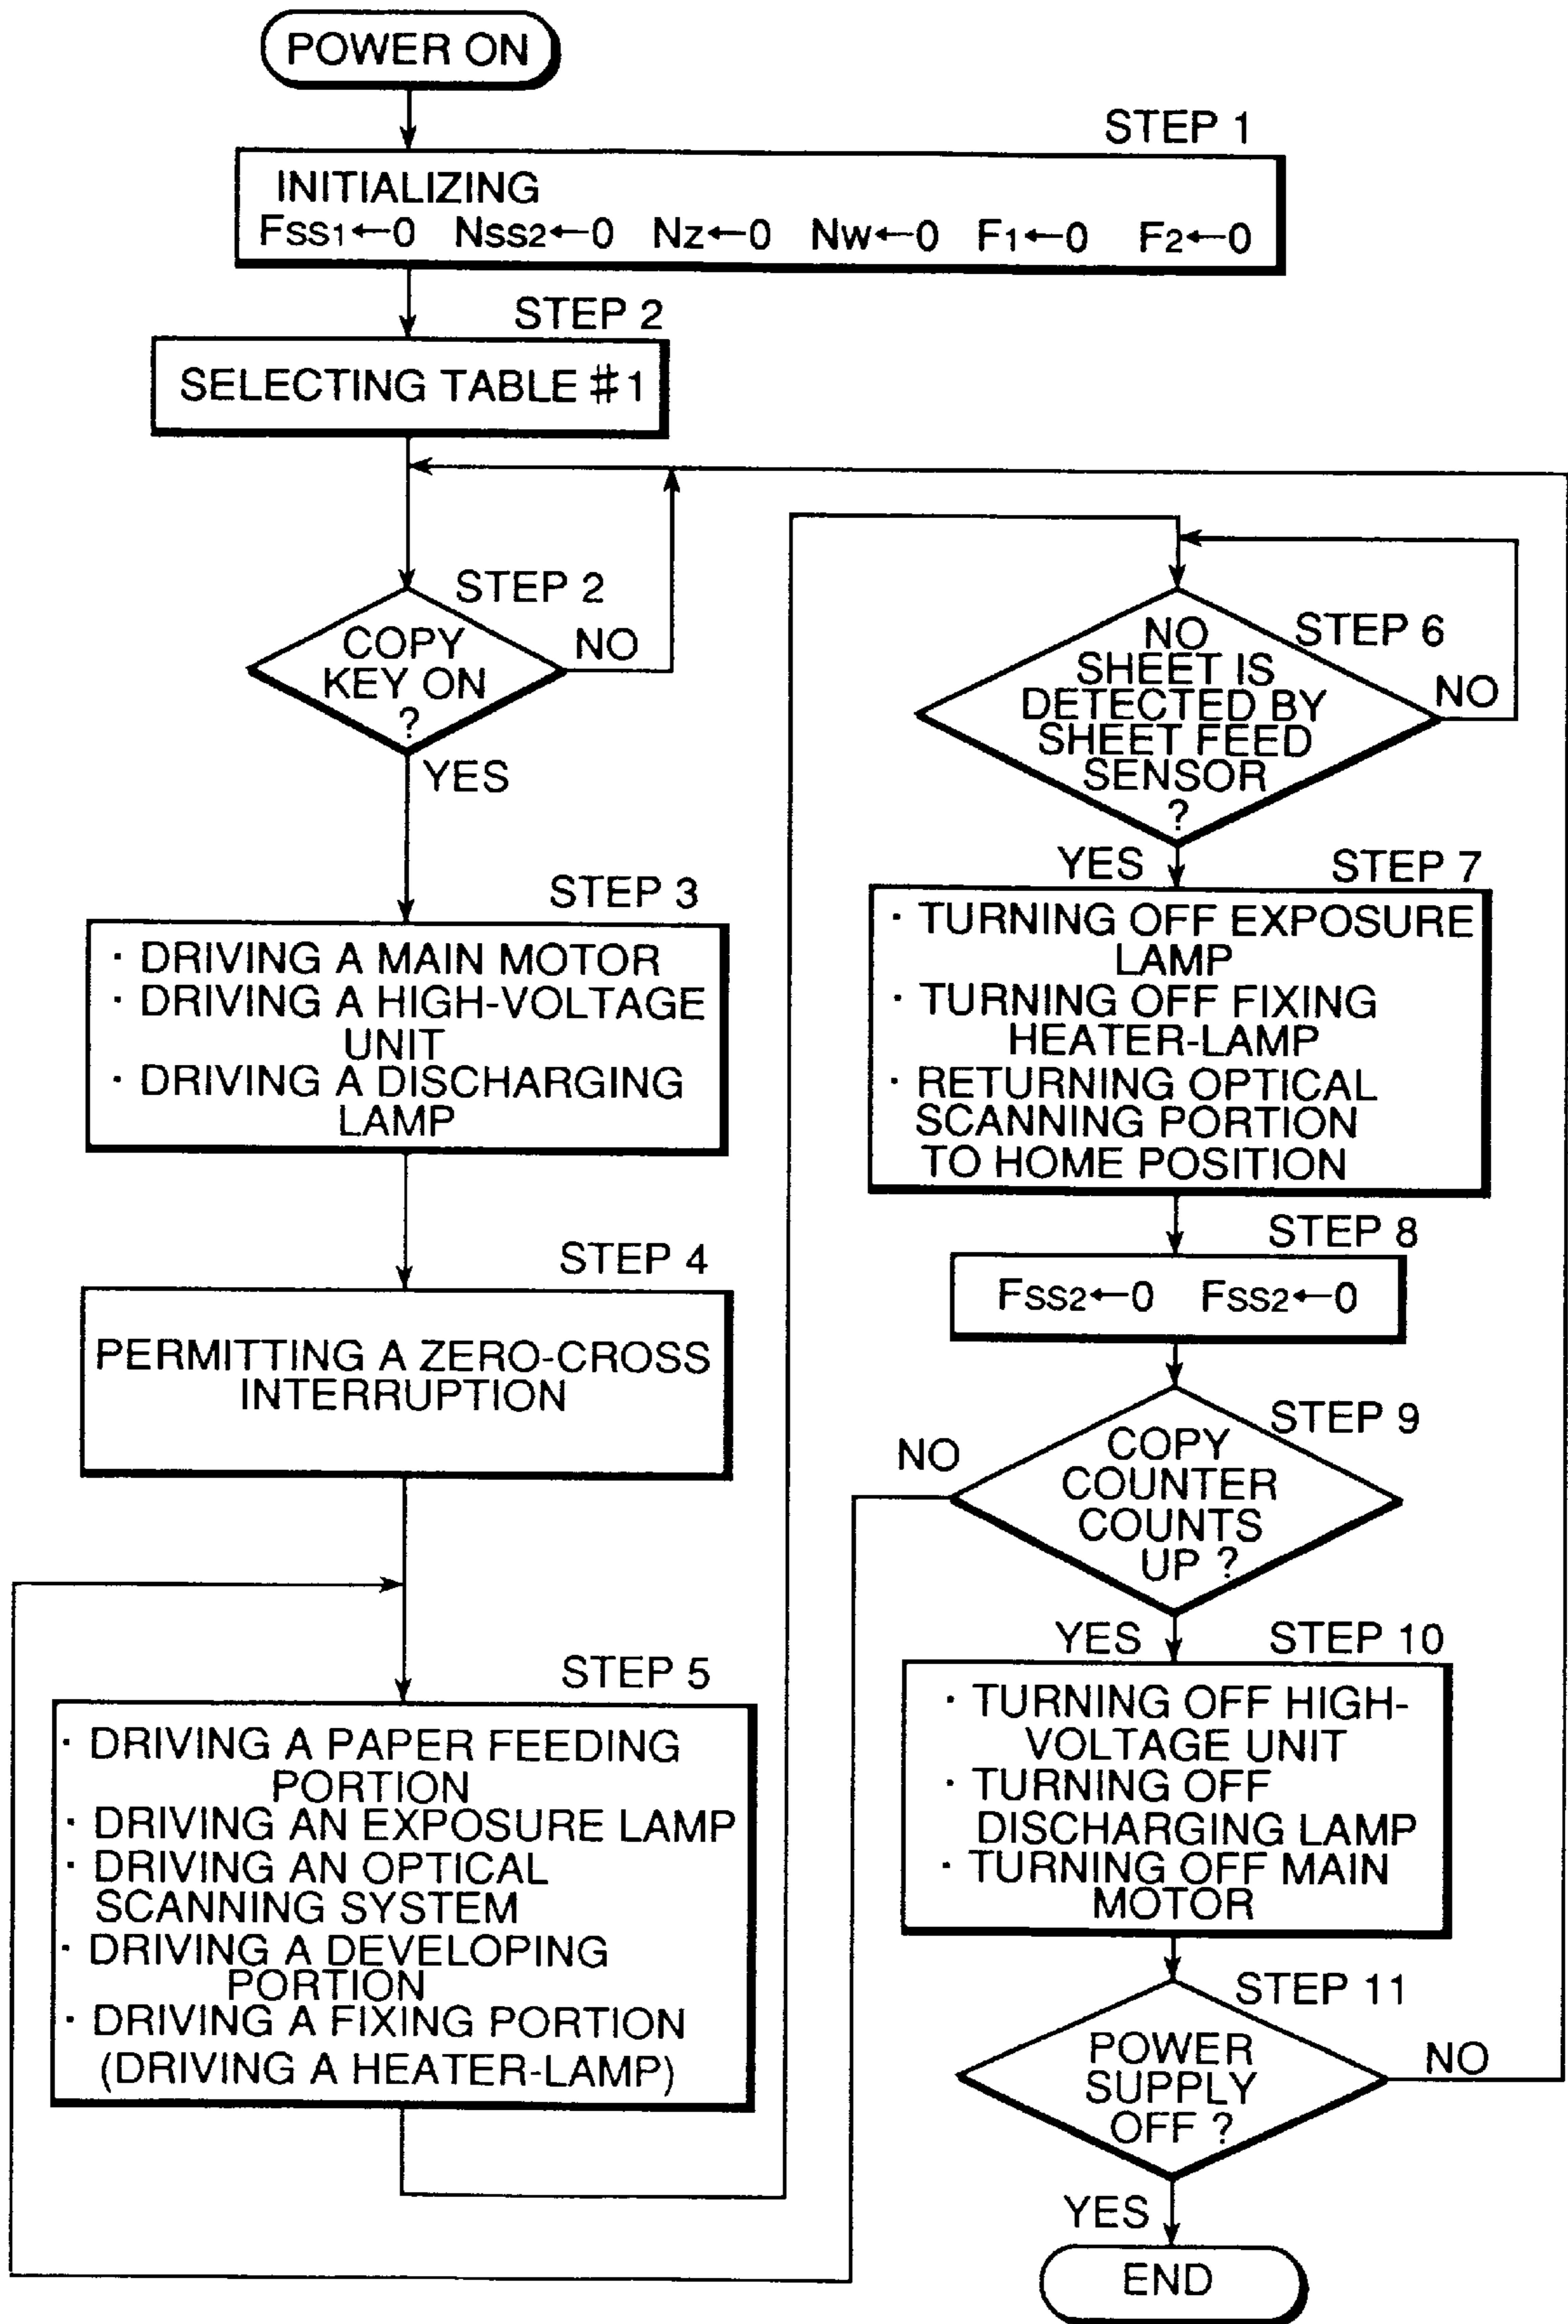 POWER ON
STEP 1
INITIALIZING
FSS1←0 NSS2←0 NZ←0 NW←0 F1←0 F2←0
STEP 2
SELECTING TABLE #1
STEP 2
COPY
KEY ON
?
NO
YES
STEP 3
· DRIVING A MAIN MOTOR
· DRIVING A HIGH-VOLTAGE
UNIT
· DRIVING A DISCHARGING
LAMP
STEP 4
PERMITTING A ZERO-CROSS
INTERRUPTION
STEP 5
· DRIVING A PAPER FEEDING
PORTION
· DRIVING AN EXPOSURE LAMP
· DRIVING AN OPTICAL
SCANNING SYSTEM
· DRIVING A DEVELOPING
PORTION
· DRIVING A FIXING PORTION
(DRIVING A HEATER-LAMP)
STEP 6
NO
SHEET IS
DETECTED BY
SHEET FEED
SENSOR
?
NO
YES
STEP 7
· TURNING OFF EXPOSURE
LAMP
· TURNING OFF FIXING
HEATER-LAMP
· RETURNING OPTICAL
SCANNING PORTION
TO HOME POSITION
STEP 8
FSS2←0 FSS2←0
STEP 9
COPY
COUNTER
COUNTS
UP ?
NO
YES
STEP 10
· TURNING OFF HIGH-
VOLTAGE UNIT
· TURNING OFF
DISCHARGING LAMP
· TURNING OFF MAIN
MOTOR
STEP 11
POWER
SUPPLY
OFF ?
NO
YES
END